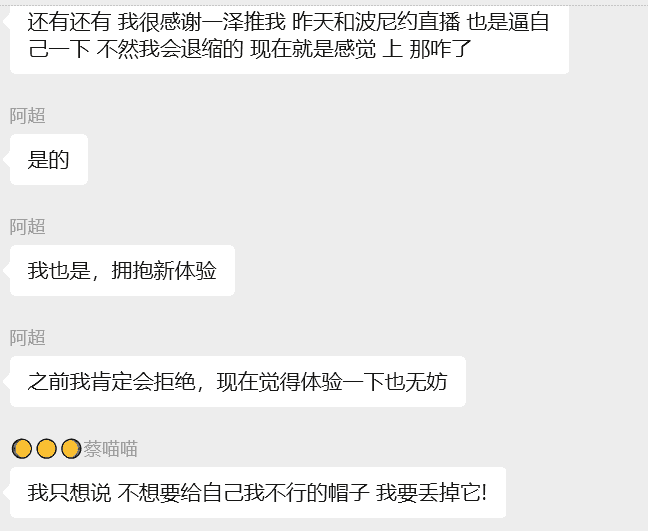 还有还有 我很感谢一泽推我 昨天和波尼约直播 也是逼自
己一下 不然我会退缩的 现在就是感觉 上 那咋了
阿超
是的
阿超
我也是，拥抱新体验
阿超
之前我肯定会拒绝，现在觉得体验一下也无妨
🌔🌕🌖蔡喵喵
我只想说 不想要给自己我不行的帽子 我要丢掉它!